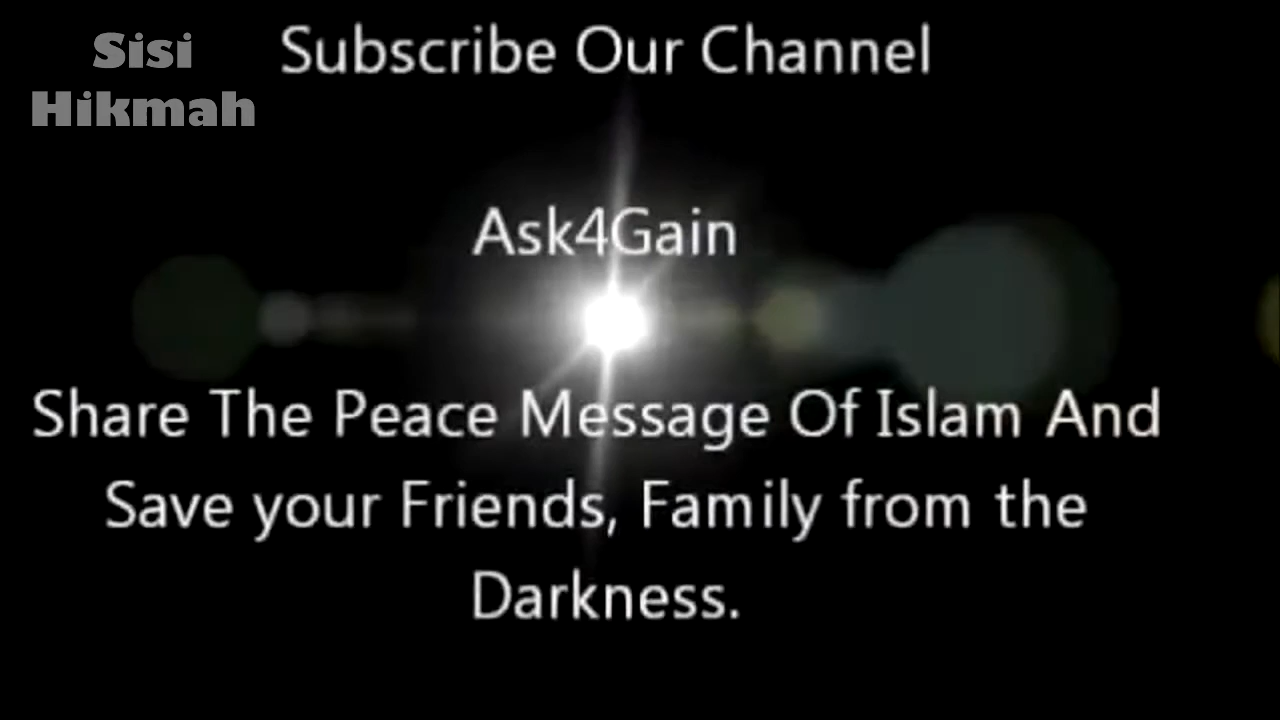 Sisi
Hikmah
Subscribe Our Channel
Ask4Gain
Share The Peace Message Of Islam And
Save your Friends, Family from the
Darkness.